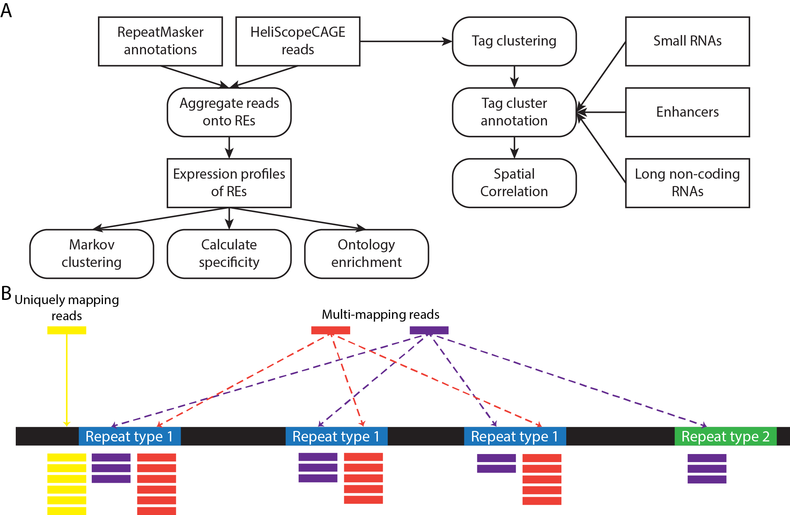 A
RepeatMasker
annotations
HeliScopeCAGE
reads
Tag clustering
Small RNAs
Aggregate reads
onto REs
Tag cluster
annotation
Enhancers
Expression profiles
of REs
Spatial
Correlation
Long non-coding
RNAs
Markov
clustering
Calculate
specificity
Ontology
enrichment
B
Uniquely mapping
reads
Multi-mapping reads
Repeat type 1
Repeat type 1
Repeat type 1
Repeat type 2